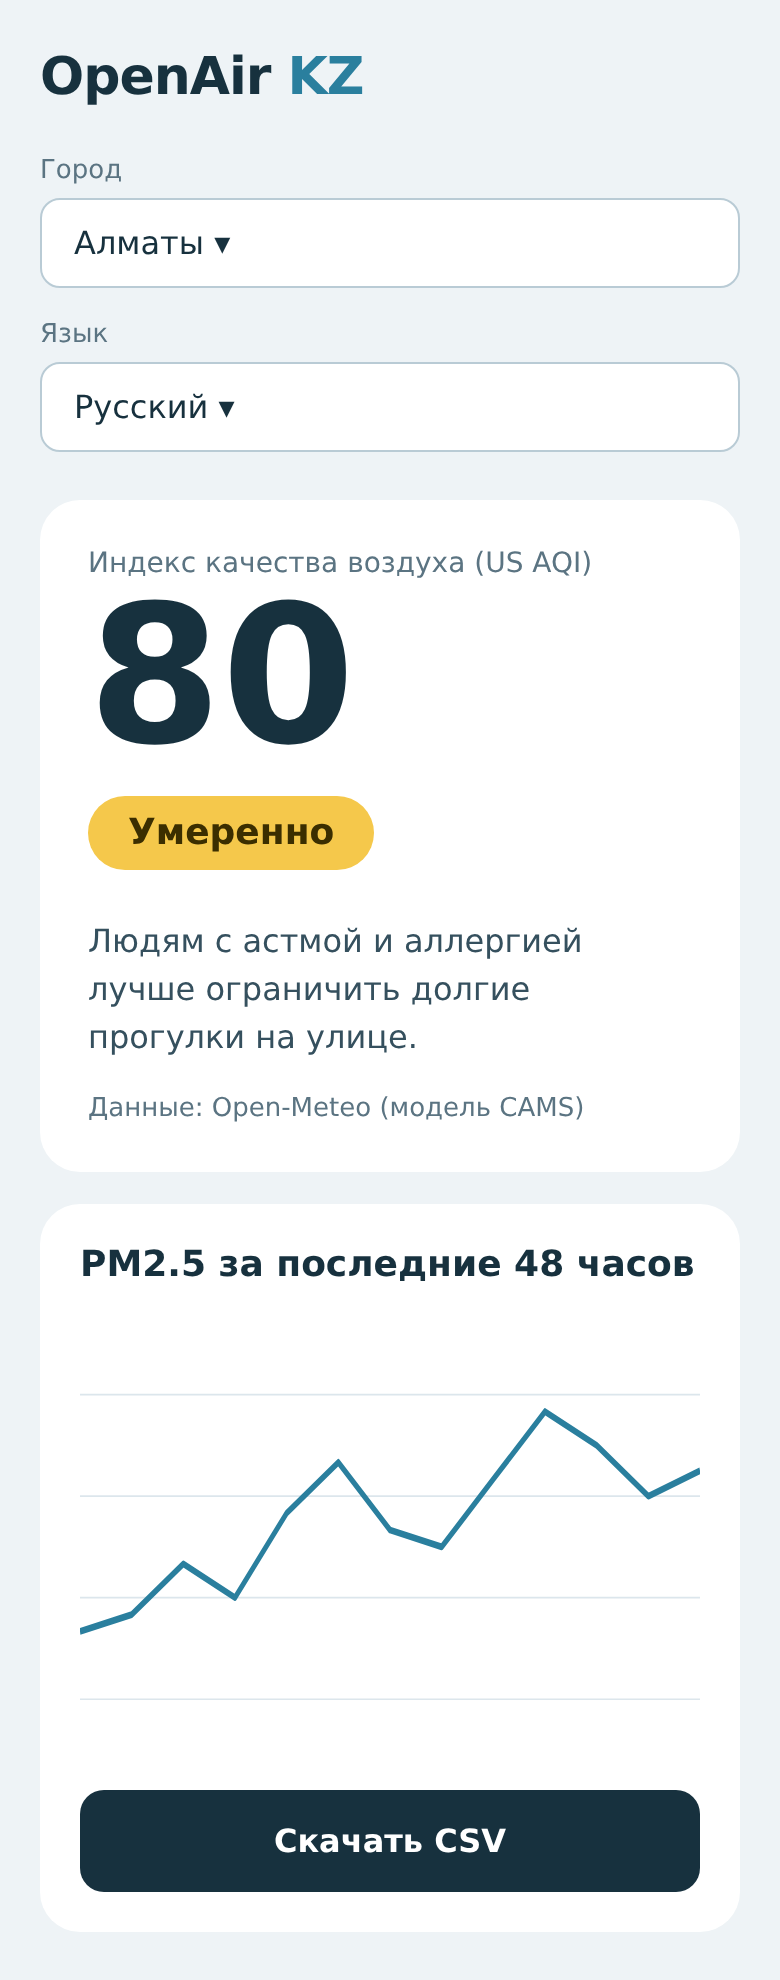 OpenAir KZ
Город
Алматы ▾
Язык
Русский ▾
Индекс качества воздуха (US AQI)
80
Умеренно
Людям с астмой и аллергией
лучше ограничить долгие
прогулки на улице.
Данные: Open-Meteo (модель CAMS)
PM2.5 за последние 48 часов
Скачать CSV